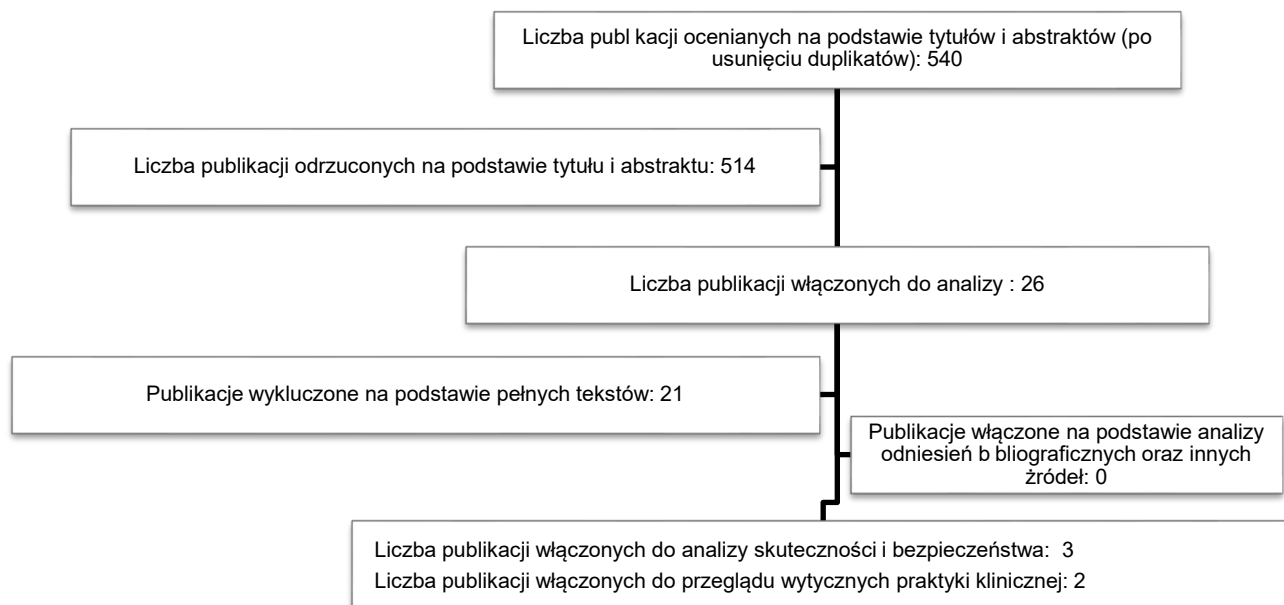 Liczba publ kacji ocenianych na podstawie tytułów i abstraktów (po
usunięciu duplikatów): 540
Liczba publikacji odrzuconych na podstawie tytułu i abstraktu: 514
Liczba publikacji włączonych do analizy : 26
Publikacje wykluczone na podstawie pełnych tekstów: 21
Publikacje włączone na podstawie analizy
odniesień b bliograficznych oraz innych
źródeł: 0
Liczba publikacji włączonych do analizy skuteczności i bezpieczeństwa: 3
Liczba publikacji włączonych do przeglądu wytycznych praktyki klinicznej: 2